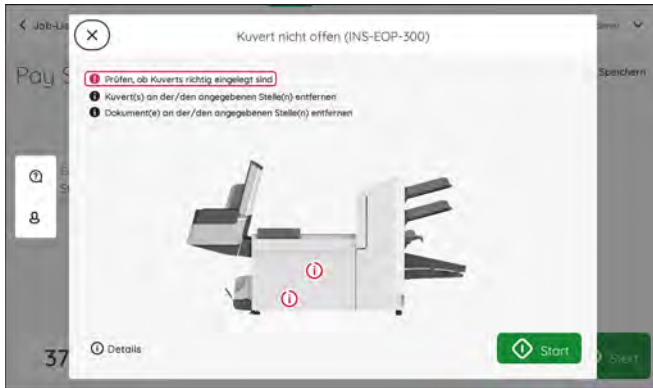 Kuvert nicht offen (INS-EOP-300)
Pay S
Speichern
Prüfen, ob Kuverts richtig eingelegt sind
Kuvert(s) an der/den angegebenen Stelle(n) entfernen
Dokument(e) an der/den angegebenen Stelle(n) entfernen
37
Details
Start
Start